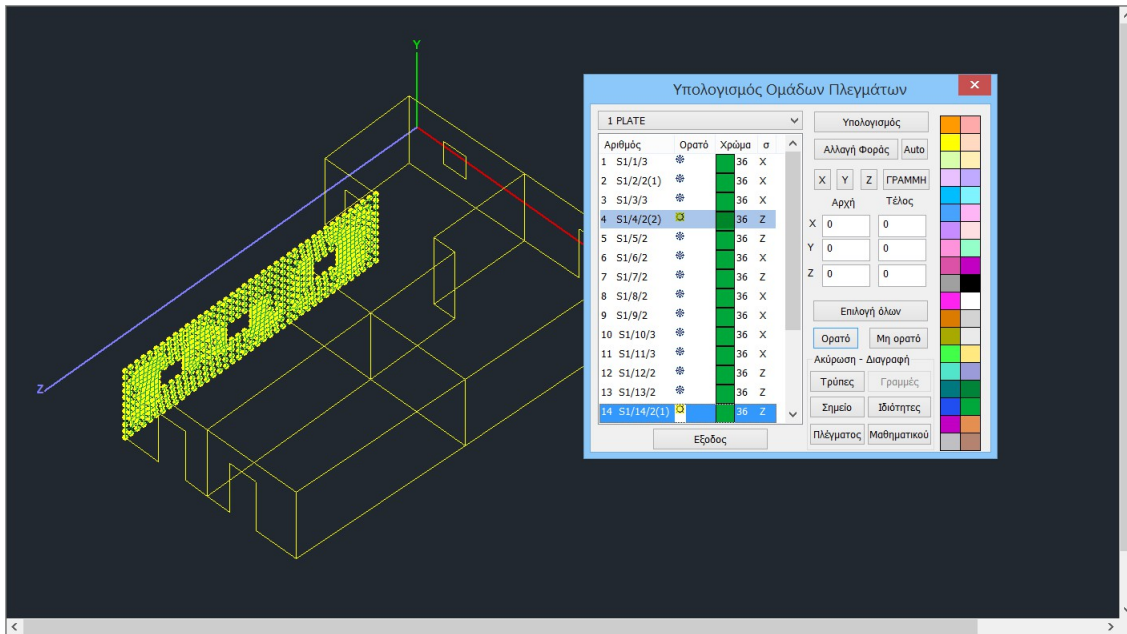 Y
Z
Υπολογισμός Ομάδων Πλεγμάτων
1 PLATE
Αριθμός Ορατό Χρώμα σ
1 S1/1/3 36 X
2 S1/2/2(1) 36 X
3 S1/3/3 36 X
4 S1/4/2(2) 36 Z
5 S1/5/2 36 Z
6 S1/6/2 36 X
7 S1/7/2 36 Z
8 S1/8/2 36 X
9 S1/9/2 36 X
10 S1/10/3 36 X
11 S1/11/3 36 X
12 S1/12/2 36 Z
13 S1/13/2 36 Z
14 S1/14/2(1) 36 Z
Εξοδος
Υπολογισμός
Αλλαγή Φοράς Auto
X Y Z ΓΡΑΜΜΗ
Αρχή Τέλος
X 0 0
Y 0 0
Z 0 0
Επιλογή όλων
Ορατό Μη ορατό
Ακύρωση - Διαγραφή
Τρύπες Γραμμές
Σημείο Ιδιότητες
Πλέγματος Μαθηματικού